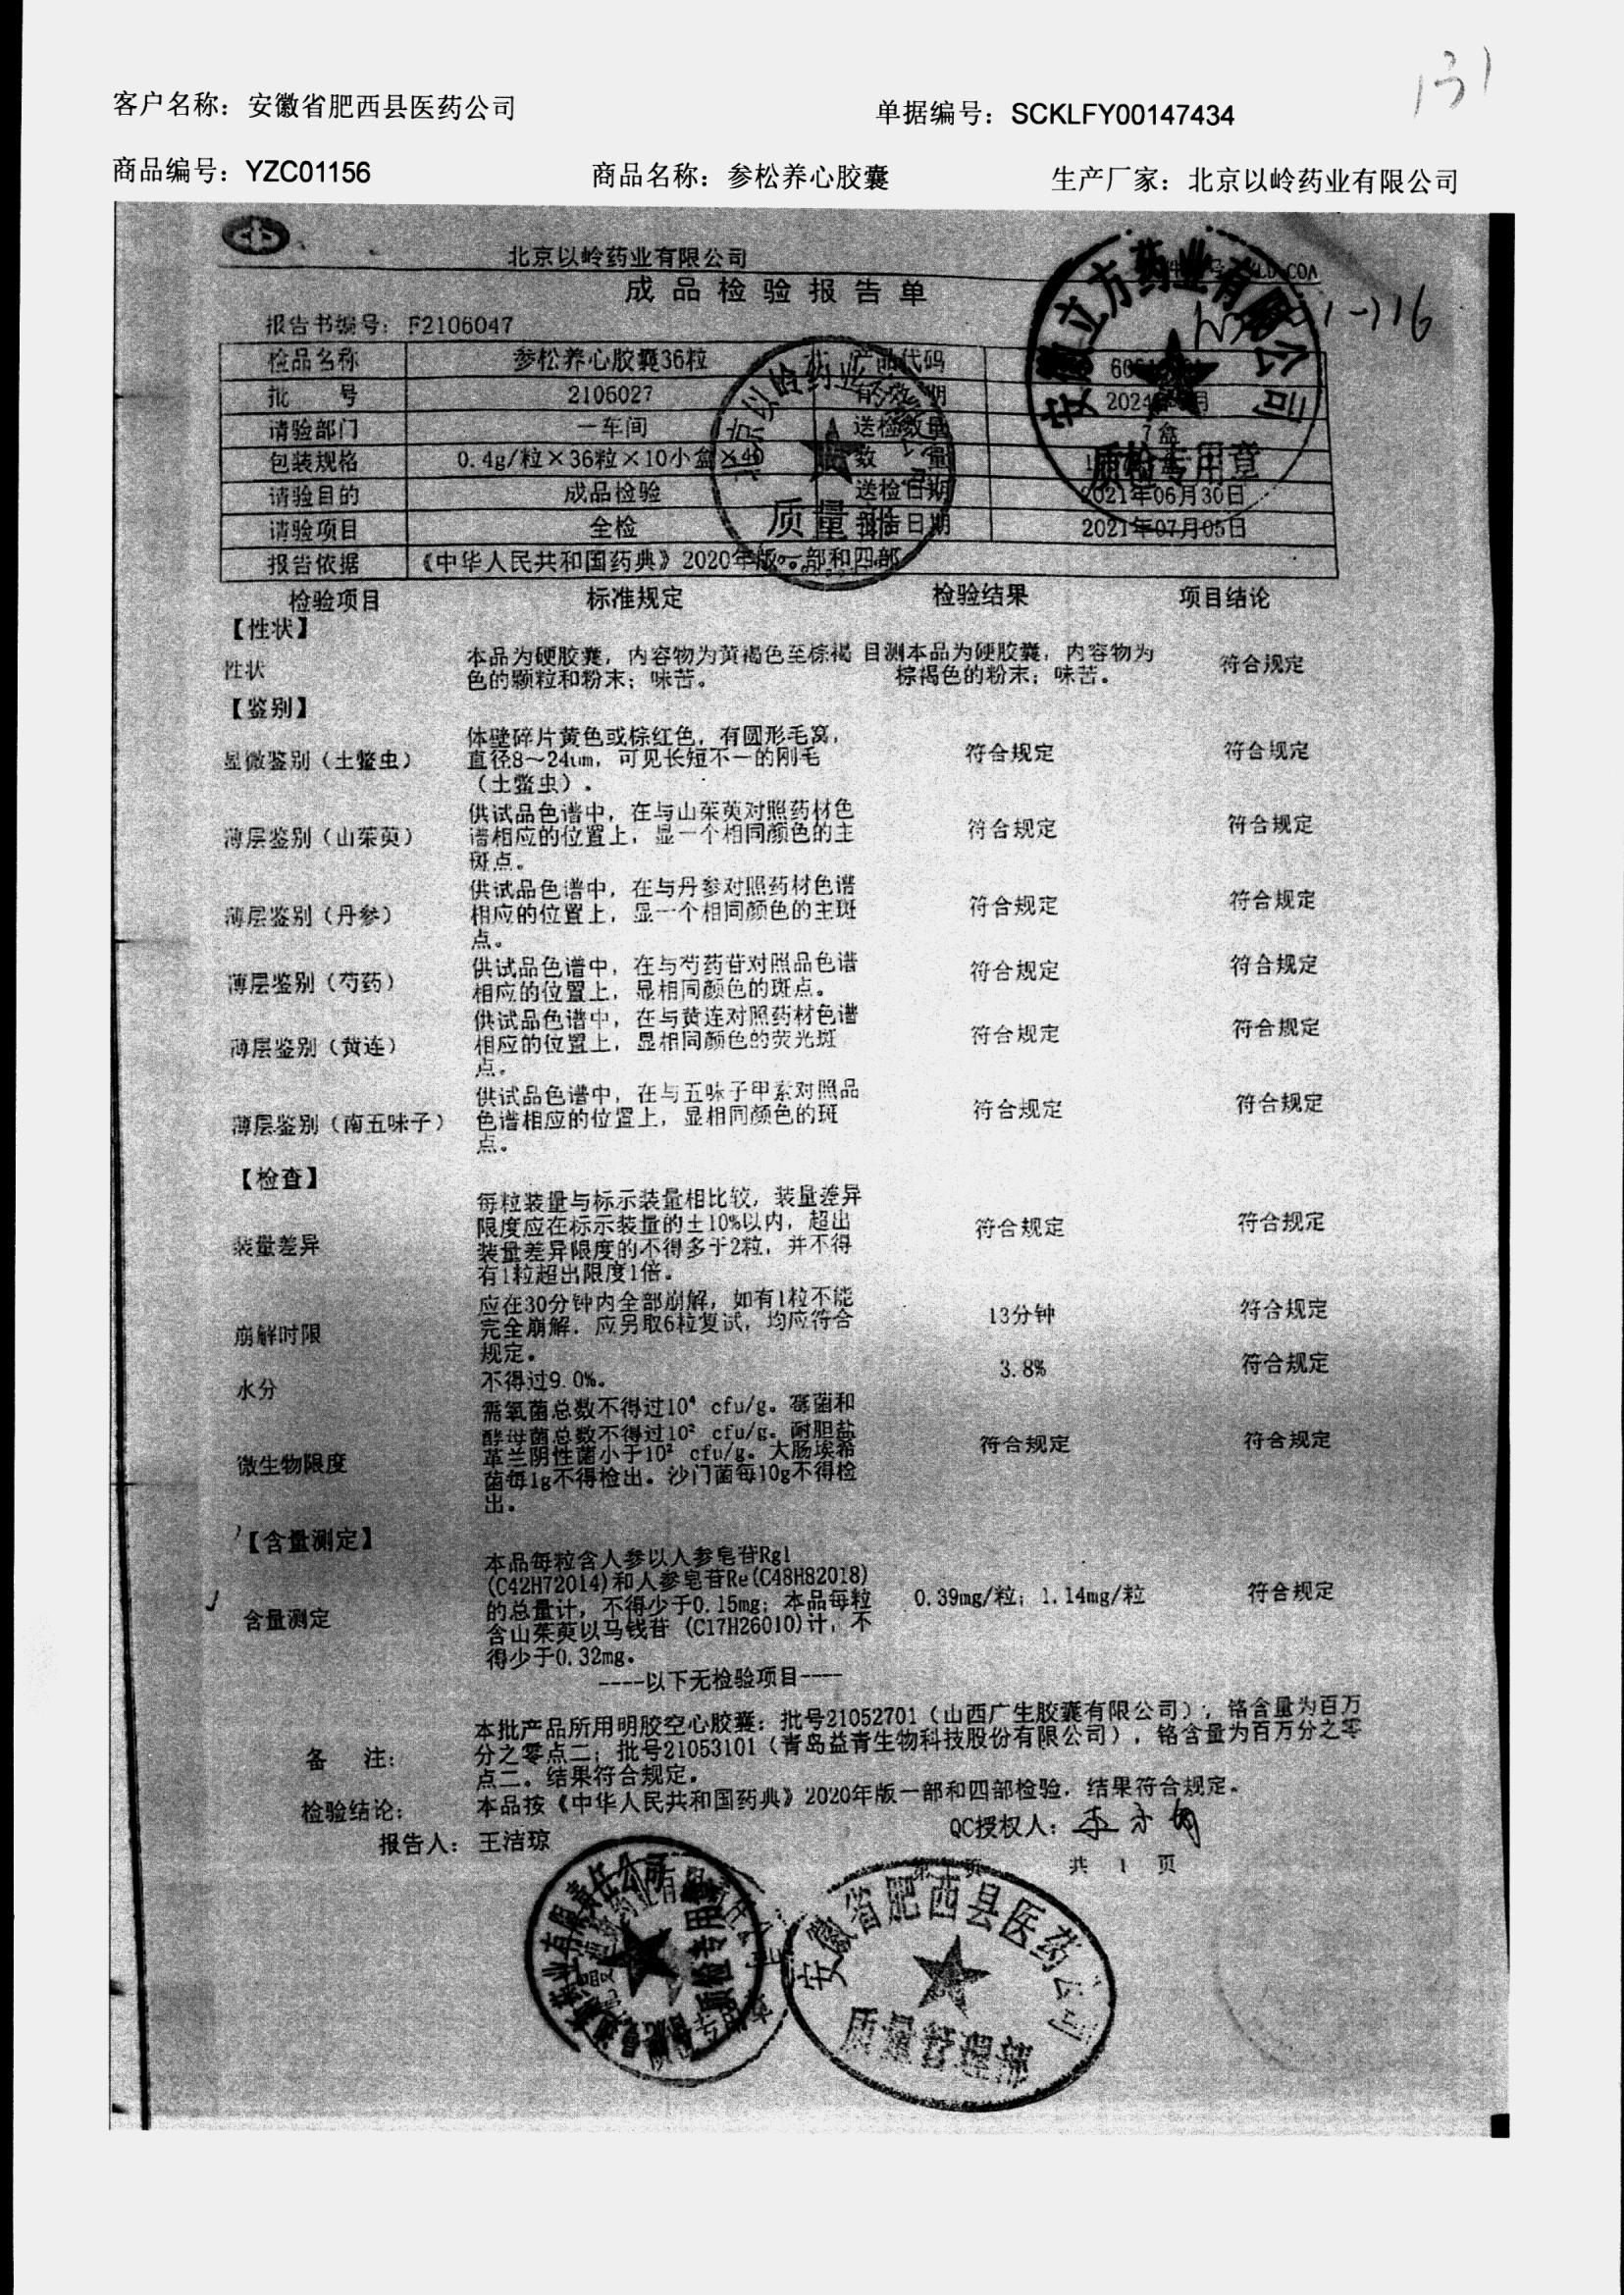 131
客户名称：安徽省肥西县医药公司 单据编号：SCKLFY00147434
商品编号：YZC01156 商品名称：参松养心胶囊 生产厂家：北京以岭药业有限公司
北京以岭药业有限公司
COA
成品检验报告单
报告书编号：F2106047
检品名称 参松养心胶囊36粒 产品代码
批 号 2106027 有效期 2024年 月
请验部门 一车间 送检数量 7盒
包装规格 0.4g/粒×36粒×10小盒× 数 量
请验目的 成品检验 送检日期 2021年06月30日
请验项目 全检 报告日期 2021年07月05日
报告依据 《中华人民共和国药典》2020年版一部和四部
安徽立方药业有限公司
质检专用章
北京以岭药业有限公司
质量部
检验项目 标准规定 检验结果 项目结论
【性状】
性状 本品为硬胶囊，内容物为黄褐色至棕褐 目测本品为硬胶囊，内容物为 符合规定
色的颗粒和粉末；味苦。 棕褐色的粉末；味苦。
【鉴别】
体壁碎片黄色或棕红色，有圆形毛窝，
显微鉴别（土鳖虫） 直径8～24um，可见长短不一的刚毛 符合规定 符合规定
（土鳖虫）.
供试品色谱中，在与山茱萸对照药材色
薄层鉴别（山茱萸） 谱相应的位置上，显一个相同颜色的主 符合规定 符合规定
斑点。
供试品色谱中，在与丹参对照药材色谱
薄层鉴别（丹参） 相应的位置上，显一个相同颜色的主斑 符合规定 符合规定
点。
供试品色谱中，在与芍药苷对照品色谱 符合规定 符合规定
薄层鉴别（芍药） 相应的位置上，显相同颜色的斑点。
供试品色谱中，在与黄连对照药材色谱
薄层鉴别（黄连） 相应的位置上，显相同颜色的荧光斑 符合规定 符合规定
点。
供试品色谱中，在与五味子甲素对照品
薄层鉴别（南五味子） 色谱相应的位置上，显相同颜色的斑 符合规定 符合规定
点。
【检查】
每粒装量与标示装量相比较，装量差异
限度应在标示装量的±10%以内，超出 符合规定 符合规定
装量差异 装量差异限度的不得多于2粒，并不得
有1粒超出限度1倍。
应在30分钟内全部崩解，如有1粒不能 13分钟 符合规定
崩解时限 完全崩解，应另取6粒复试，均应符合
规定。
水分 不得过9.0%。 3.8% 符合规定
需氧菌总数不得过10⁴ cfu/g。霉菌和
酵母菌总数不得过10² cfu/g。耐胆盐
微生物限度 革兰阴性菌小于10² cfu/g。大肠埃希 符合规定 符合规定
菌每1g不得检出。沙门菌每10g不得检
出。
【含量测定】
本品每粒含人参以人参皂苷Rg1
(C42H72O14)和人参皂苷Re(C48H82O18)
含量测定 的总量计，不得少于0.15mg；本品每粒 0.39mg/粒；1.14mg/粒 符合规定
含山茱萸以马钱苷 (C17H26O10)计，不
得少于0.32mg。
----以下无检验项目----
本批产品所用明胶空心胶囊：批号21052701（山西广生胶囊有限公司），铬含量为百万
备 注： 分之零点二；批号21053101（青岛益青生物科技股份有限公司），铬含量为百万分之零
点二。结果符合规定。
检验结论： 本品按《中华人民共和国药典》2020年版一部和四部检验，结果符合规定。
报告人：王洁琼 QC授权人：
第1页 共 1 页
安徽省肥西县医药公司
质量管理部